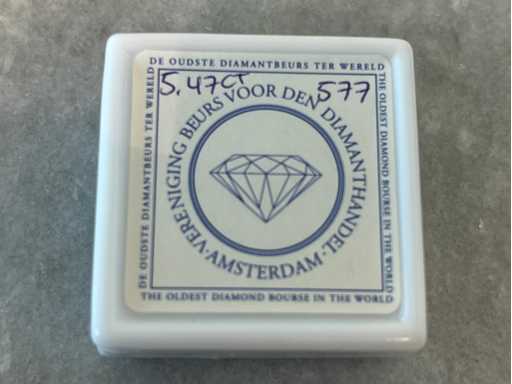 DE OUDSTE DIAMANTBEURS TER WERELD
5.47CT 577
VERENIGING BEURS VOOR DEN DIAMANTHANDEL
·AMSTERDAM·
DE OUDSTE DIAMANTBEURS TER WERELD
THE OLDEST DIAMOND BOURSE IN THE WORLD
THE OLDEST DIAMOND BOURSE IN THE WORLD